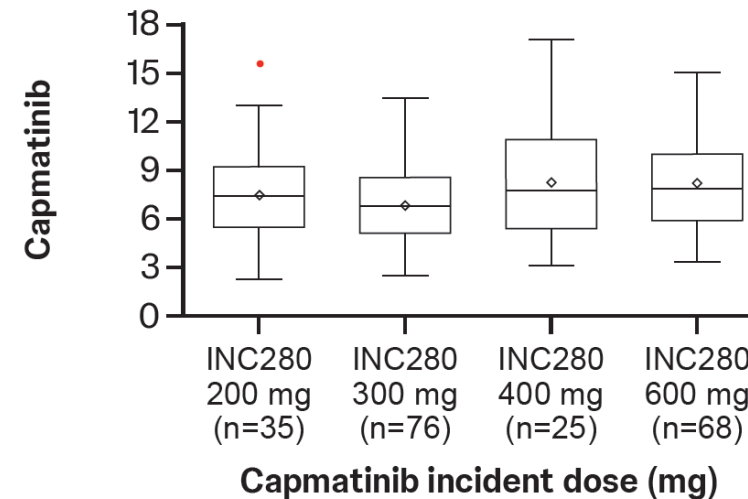 Capmatinib
18
15
12
9
6
3
0
INC280 INC280 INC280 INC280
200 mg 300 mg 400 mg 600 mg
(n=35) (n=76) (n=25) (n=68)
Capmatinib incident dose (mg)